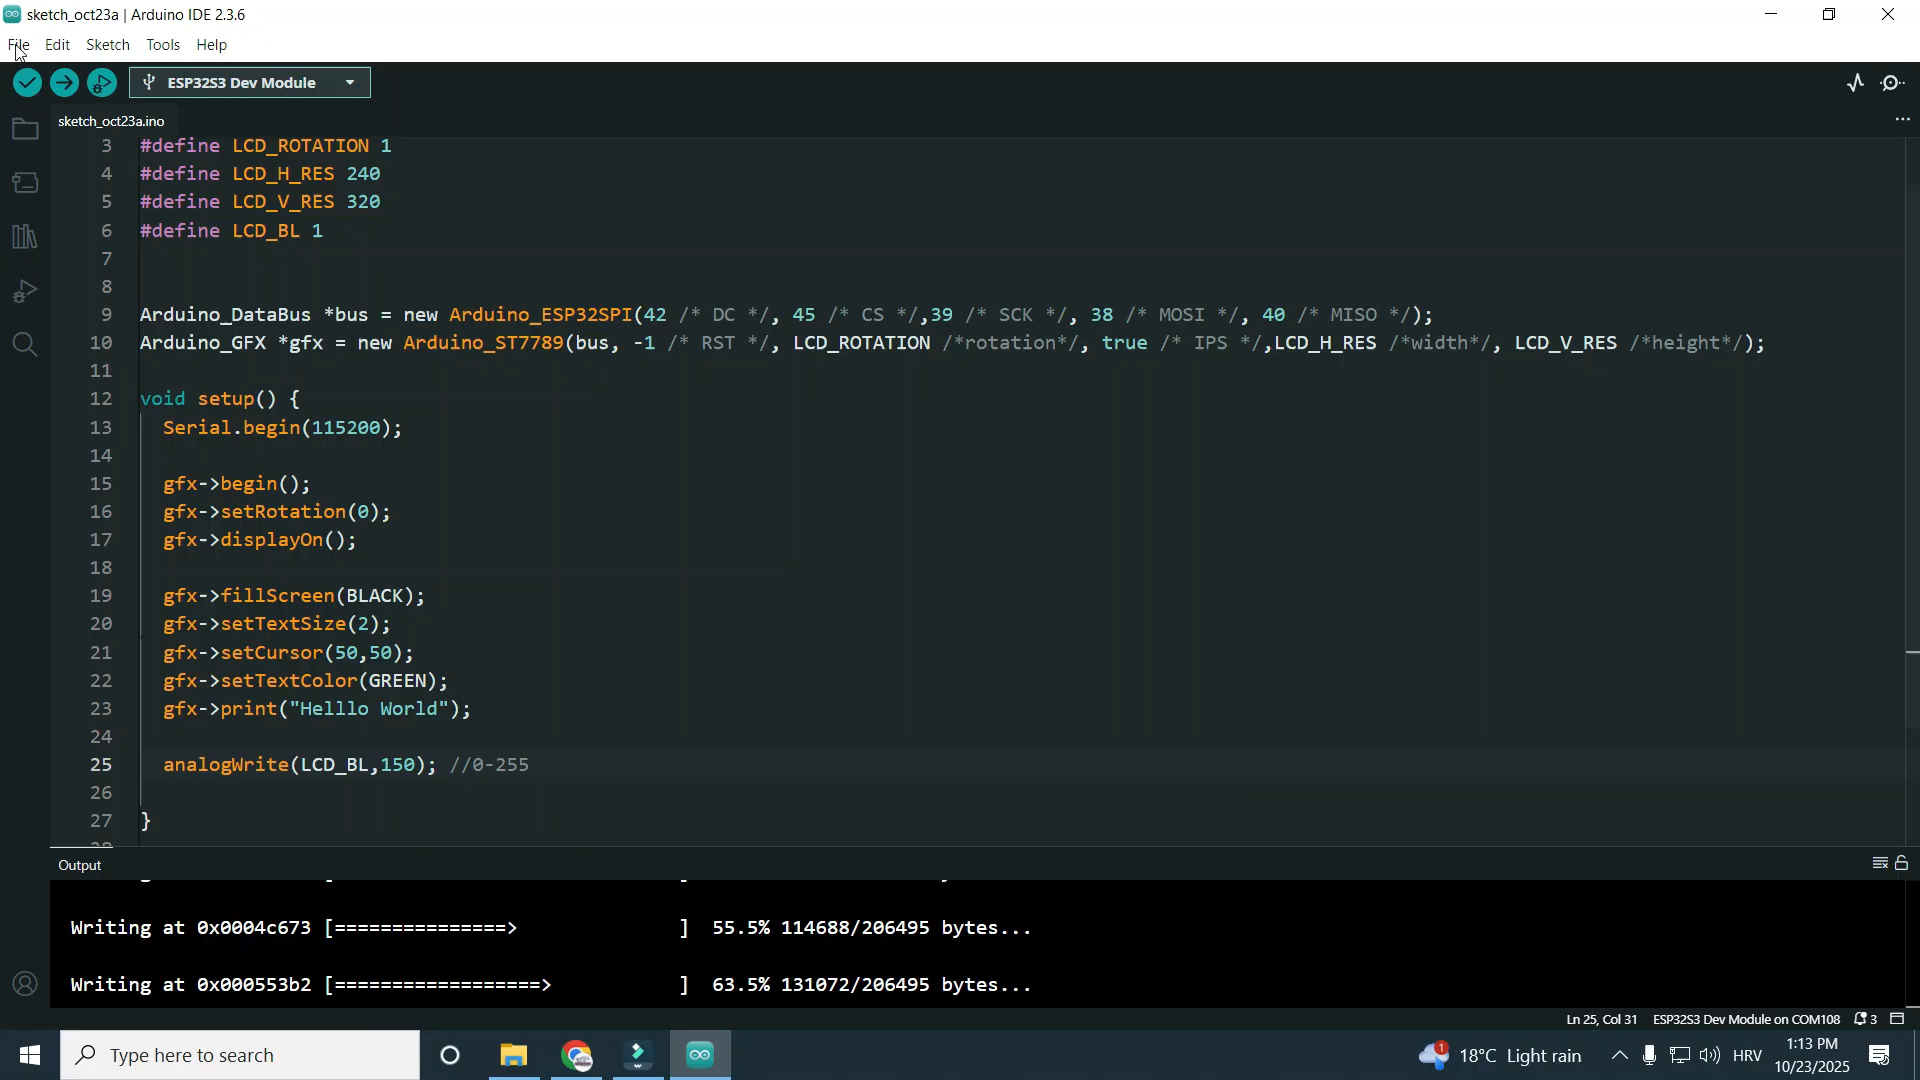 sketch_oct23a | Arduino IDE 2.3.6
File Edit Sketch Tools Help
ESP32S3 Dev Module
sketch_oct23a.ino
3 #define LCD_ROTATION 1
4 #define LCD_H_RES 240
5 #define LCD_V_RES 320
6 #define LCD_BL 1
7
8
9 Arduino_DataBus *bus = new Arduino_ESP32SPI(42 /* DC */, 45 /* CS */,39 /* SCK */, 38 /* MOSI */, 40 /* MISO */);
10 Arduino_GFX *gfx = new Arduino_ST7789(bus, -1 /* RST */, LCD_ROTATION /*rotation*/, true /* IPS */,LCD_H_RES /*width*/, LCD_V_RES /*height*/);
11
12 void setup() {
13 Serial.begin(115200);
14
15 gfx->begin();
16 gfx->setRotation(0);
17 gfx->displayOn();
18
19 gfx->fillScreen(BLACK);
20 gfx->setTextSize(2);
21 gfx->setCursor(50,50);
22 gfx->setTextColor(GREEN);
23 gfx->print("Helllo World");
24
25 analogWrite(LCD_BL,150); //0-255
26
27 }
Output
Writing at 0x0004c673 [===============> ] 55.5% 114688/206495 bytes...
Writing at 0x000553b2 [==================> ] 63.5% 131072/206495 bytes...
Ln 25, Col 31 ESP32S3 Dev Module on COM108 3
Type here to search
1 18°C Light rain HRV 1:13 PM
10/23/2025